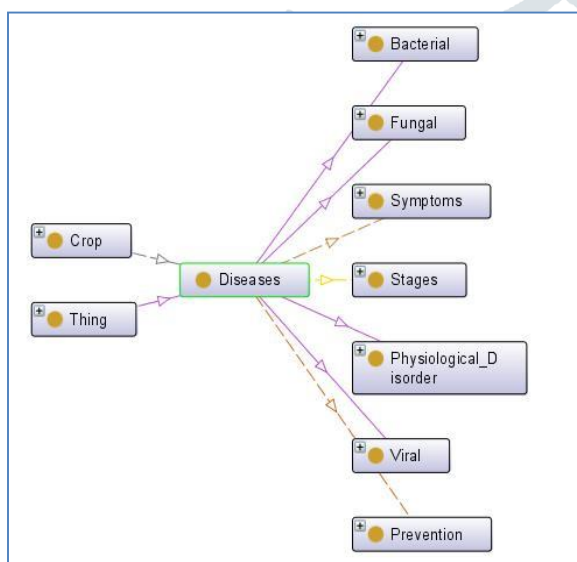 Bacterial
Fungal
Symptoms
Crop
Diseases
Stages
Thing
Physiological_D
isorder
Viral
Prevention